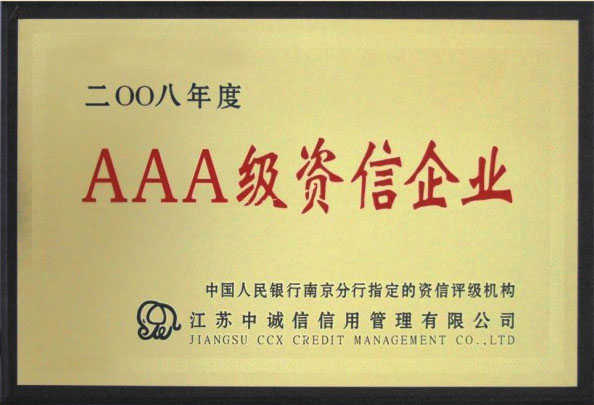 二〇〇八年度
AAA级资信企业
中国人民银行南京分行指定的资信评级机构
江苏中诚信信用管理有限公司
JIANGSU CCX CREDIT MANAGEMENT CO.,LTD